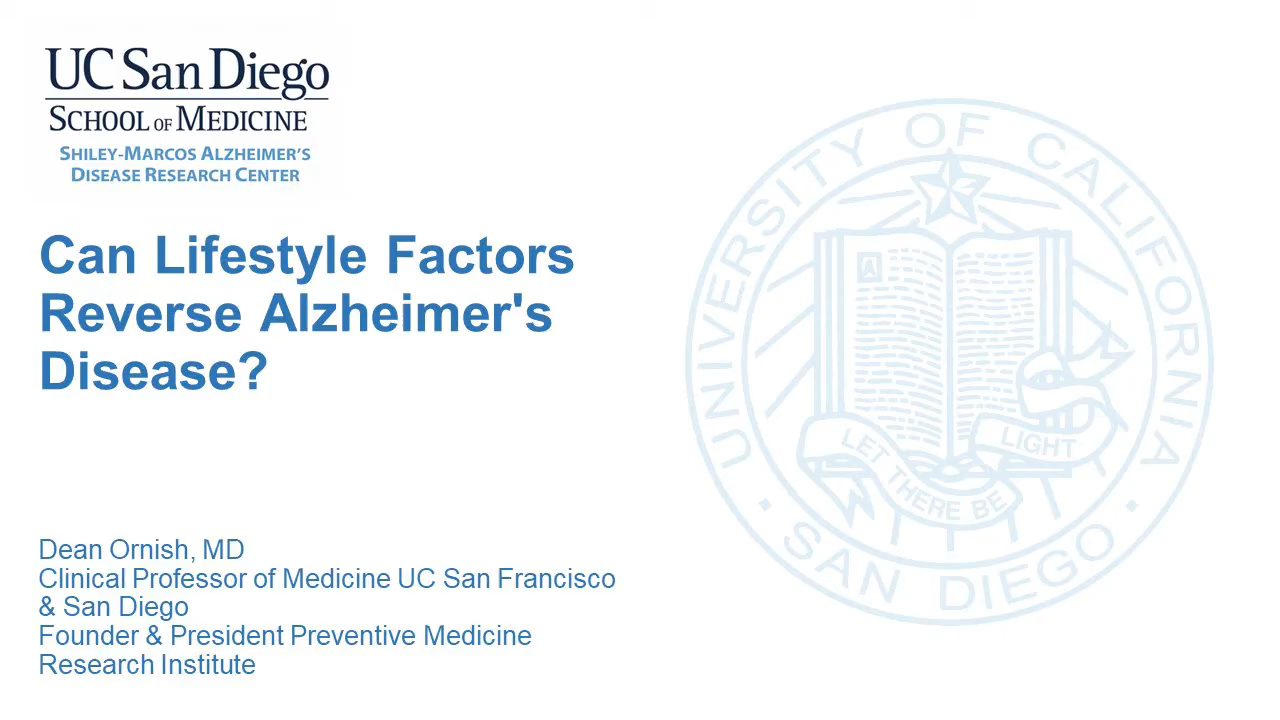 UC San Diego
SCHOOL OF MEDICINE
SHILEY-MARCOS ALZHEIMER'S
DISEASE RESEARCH CENTER
Can Lifestyle Factors
Reverse Alzheimer's
Disease?
Dean Ornish, MD
Clinical Professor of Medicine UC San Francisco
& San Diego
Founder & President Preventive Medicine
Research Institute
UNIVERSITY OF CALIFORNIA
A
LET THERE BE
LIGHT
SAN DIEGO